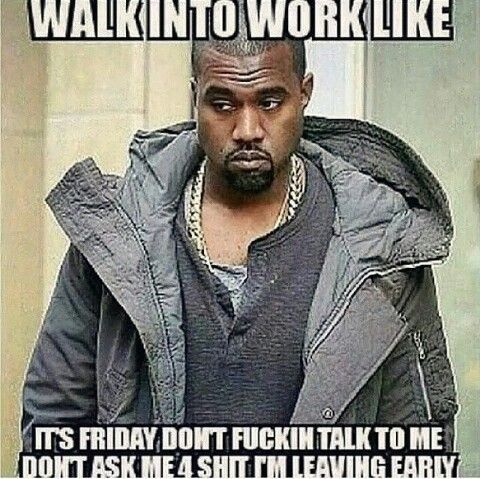 WALK INTO WORK LIKE
IT'S FRIDAY, DON'T FUCKIN TALK TO ME
DON'T ASK ME 4 SHIT I'M LEAVING EARLY